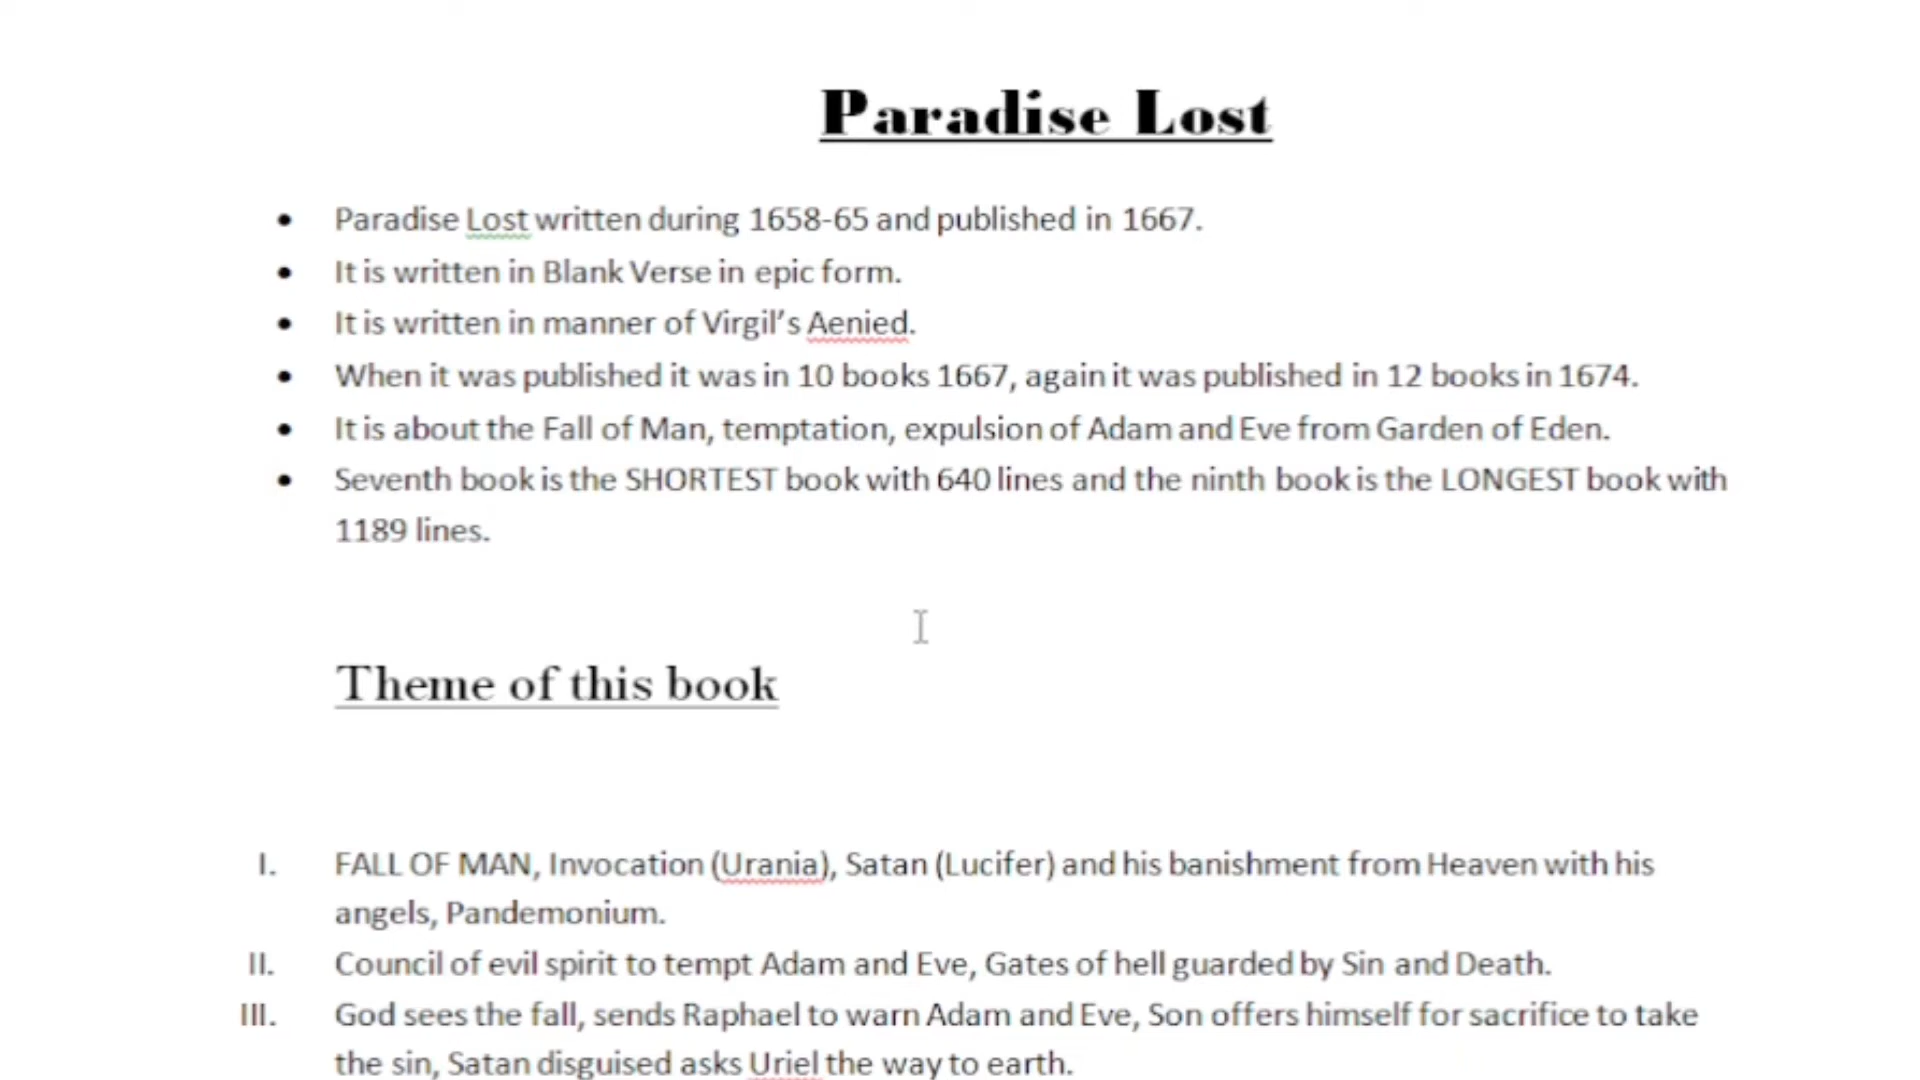 Paradise Lost
• Paradise Lost written during 1658-65 and published in 1667.
• It is written in Blank Verse in epic form.
• It is written in manner of Virgil's Aenied.
• When it was published it was in 10 books 1667, again it was published in 12 books in 1674.
• It is about the Fall of Man, temptation, expulsion of Adam and Eve from Garden of Eden.
• Seventh book is the SHORTEST book with 640 lines and the ninth book is the LONGEST book with
1189 lines.
Theme of this book
I. FALL OF MAN, Invocation (Urania), Satan (Lucifer) and his banishment from Heaven with his
angels, Pandemonium.
II. Council of evil spirit to tempt Adam and Eve, Gates of hell guarded by Sin and Death.
III. God sees the fall, sends Raphael to warn Adam and Eve, Son offers himself for sacrifice to take
the sin, Satan disguised asks Uriel the way to earth.